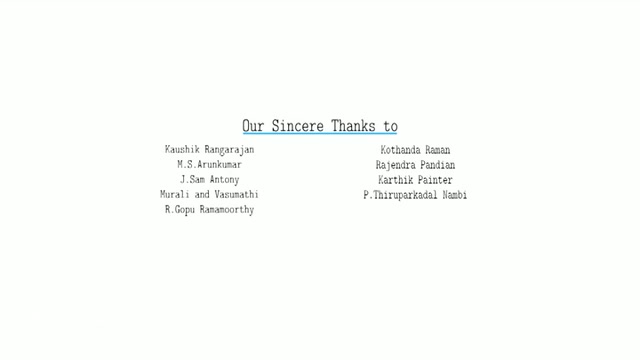 Our Sincere Thanks to
Kaushik Rangarajan
M.S.Arunkumar
J.Sam Antony
Murali and Vasumathi
R.Gopu Ramamoorthy
Kothanda Raman
Rajendra Pandian
Karthik Painter
P.Thiruparkadal Nambi